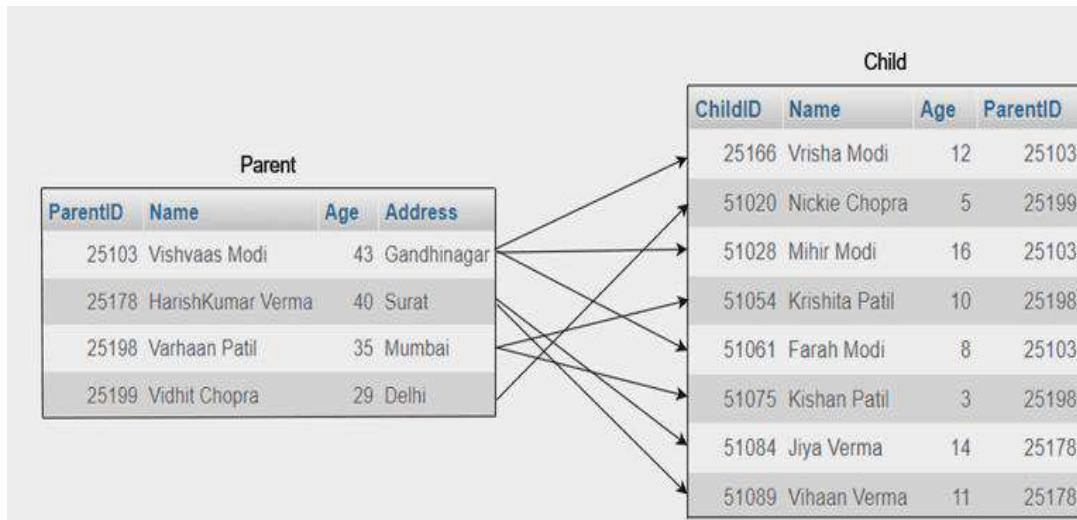 Parent
ParentID Name Age Address
25103 Vishvaas Modi 43 Gandhinagar
25178 HarishKumar Verma 40 Surat
25198 Varhaan Patil 35 Mumbai
25199 Vidhit Chopra 29 Delhi
Child
ChildID Name Age ParentID
25166 Vrisha Modi 12 25103
51020 Nickie Chopra 5 25199
51028 Mihir Modi 16 25103
51054 Krishita Patil 10 25198
51061 Farah Modi 8 25103
51075 Kishan Patil 3 25198
51084 Jiya Verma 14 25178
51089 Vihaan Verma 11 25178